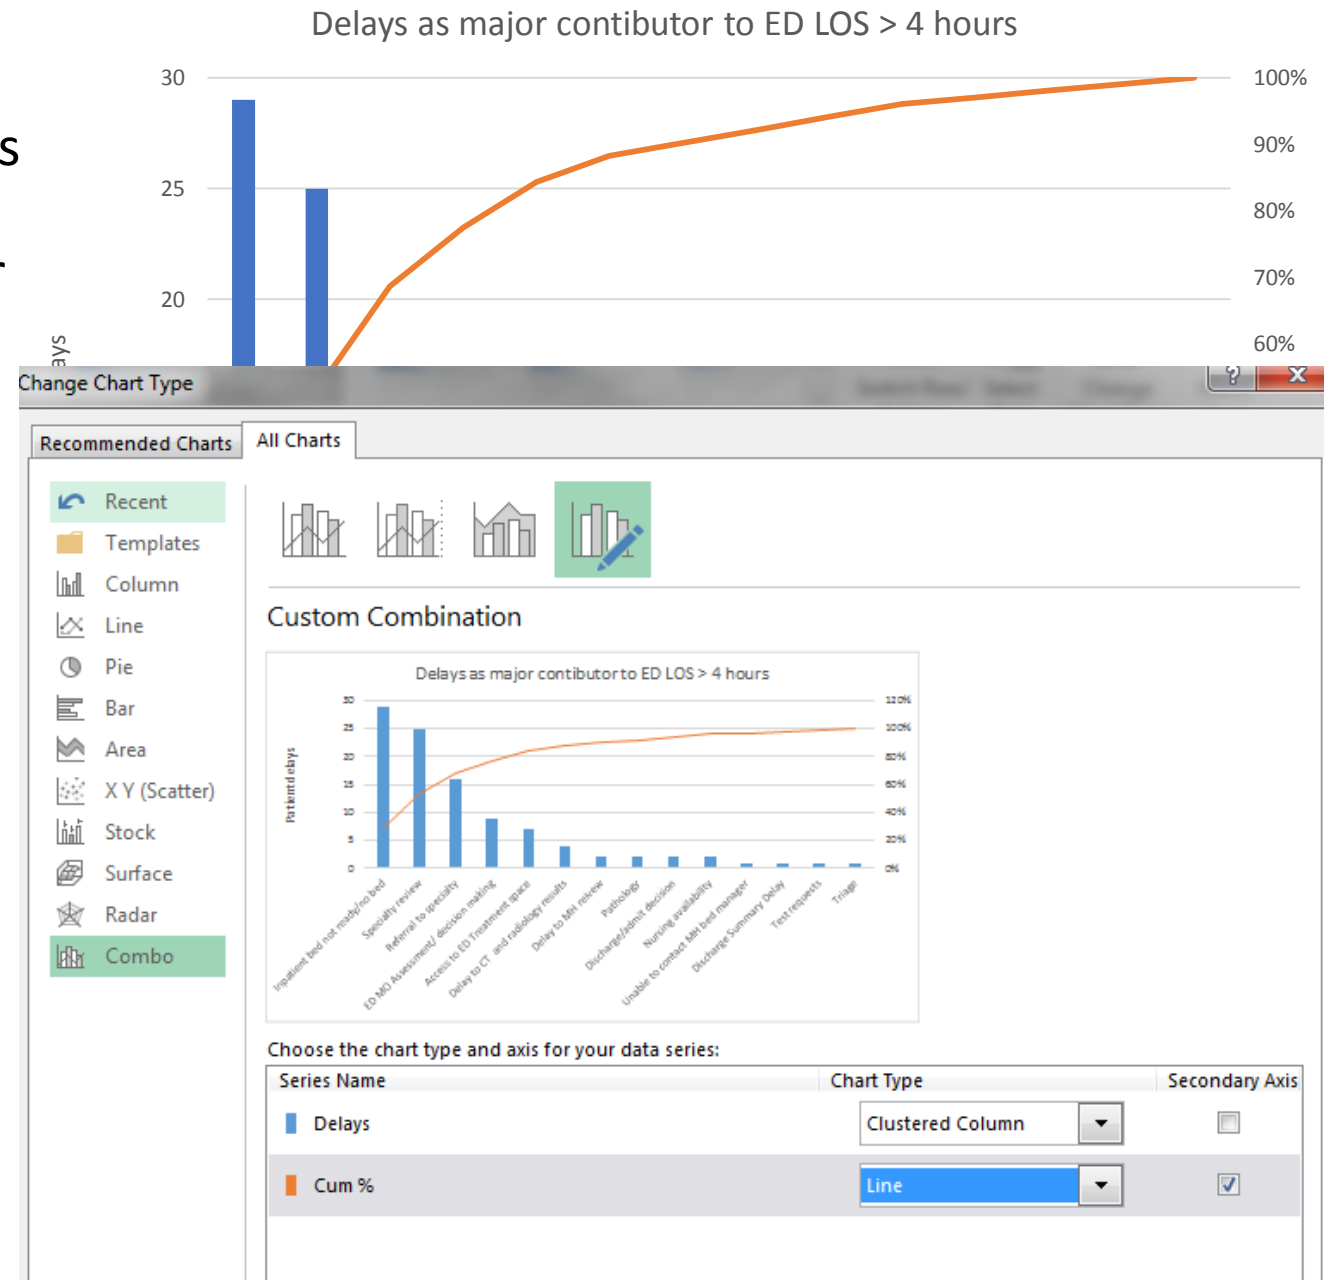 Delays as major contibutor to ED LOS > 4 hours
30
25
20
100%
90%
80%
70%
60%
s
r
ays
Change Chart Type
?
x
Recommended Charts
All Charts
Recent
Templates
Column
Line
Pie
Bar
Area
X Y (Scatter)
Stock
Surface
Radar
Combo
Custom Combination
Delays as major contibutor to ED LOS > 4 hours
Patient delays
30
25
20
15
10
5
0
120%
100%
80%
60%
40%
20%
0%
Inpatient bed not ready/no bed
Specialty review
Referral to specialty
ED MO Assessment/ decision making
Access to ED Treatment space
Delay to CT and radiology results
Delay to MH reivew
Pathology
Discharge/admit decision
Nursing availability
Unable to contact MH bed manager
Discharge Summary Delay
Test requests
Triage
Choose the chart type and axis for your data series:
Series Name Chart Type Secondary Axis
Delays Clustered Column
Cum % Line